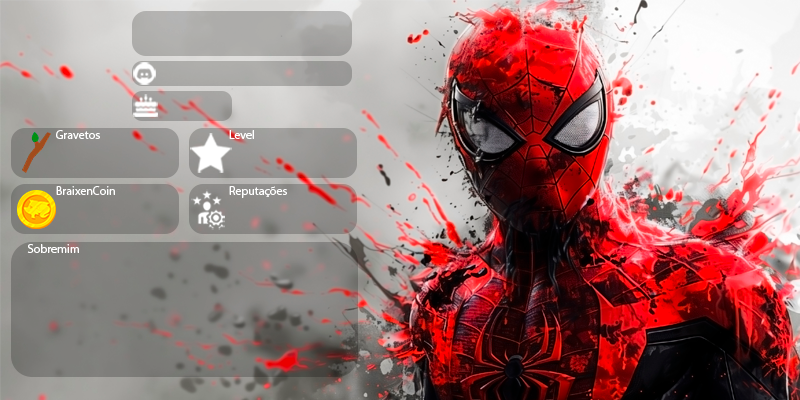 Gravetos
Level
BraixenCoin
Reputações
Sobremim